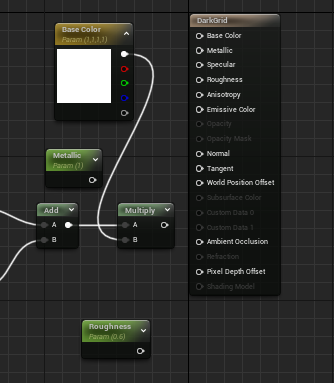 Base Color
Param (1,1,1,1)
Metallic
Param (1)
Add
A
B
Multiply
A
B
Roughness
Param (0.6)
DarkGrid
Base Color
Metallic
Specular
Roughness
Anisotropy
Emissive Color
Opacity
Opacity Mask
Normal
Tangent
World Position Offset
Subsurface Color
Custom Data 0
Custom Data 1
Ambient Occlusion
Refraction
Pixel Depth Offset
Shading Model